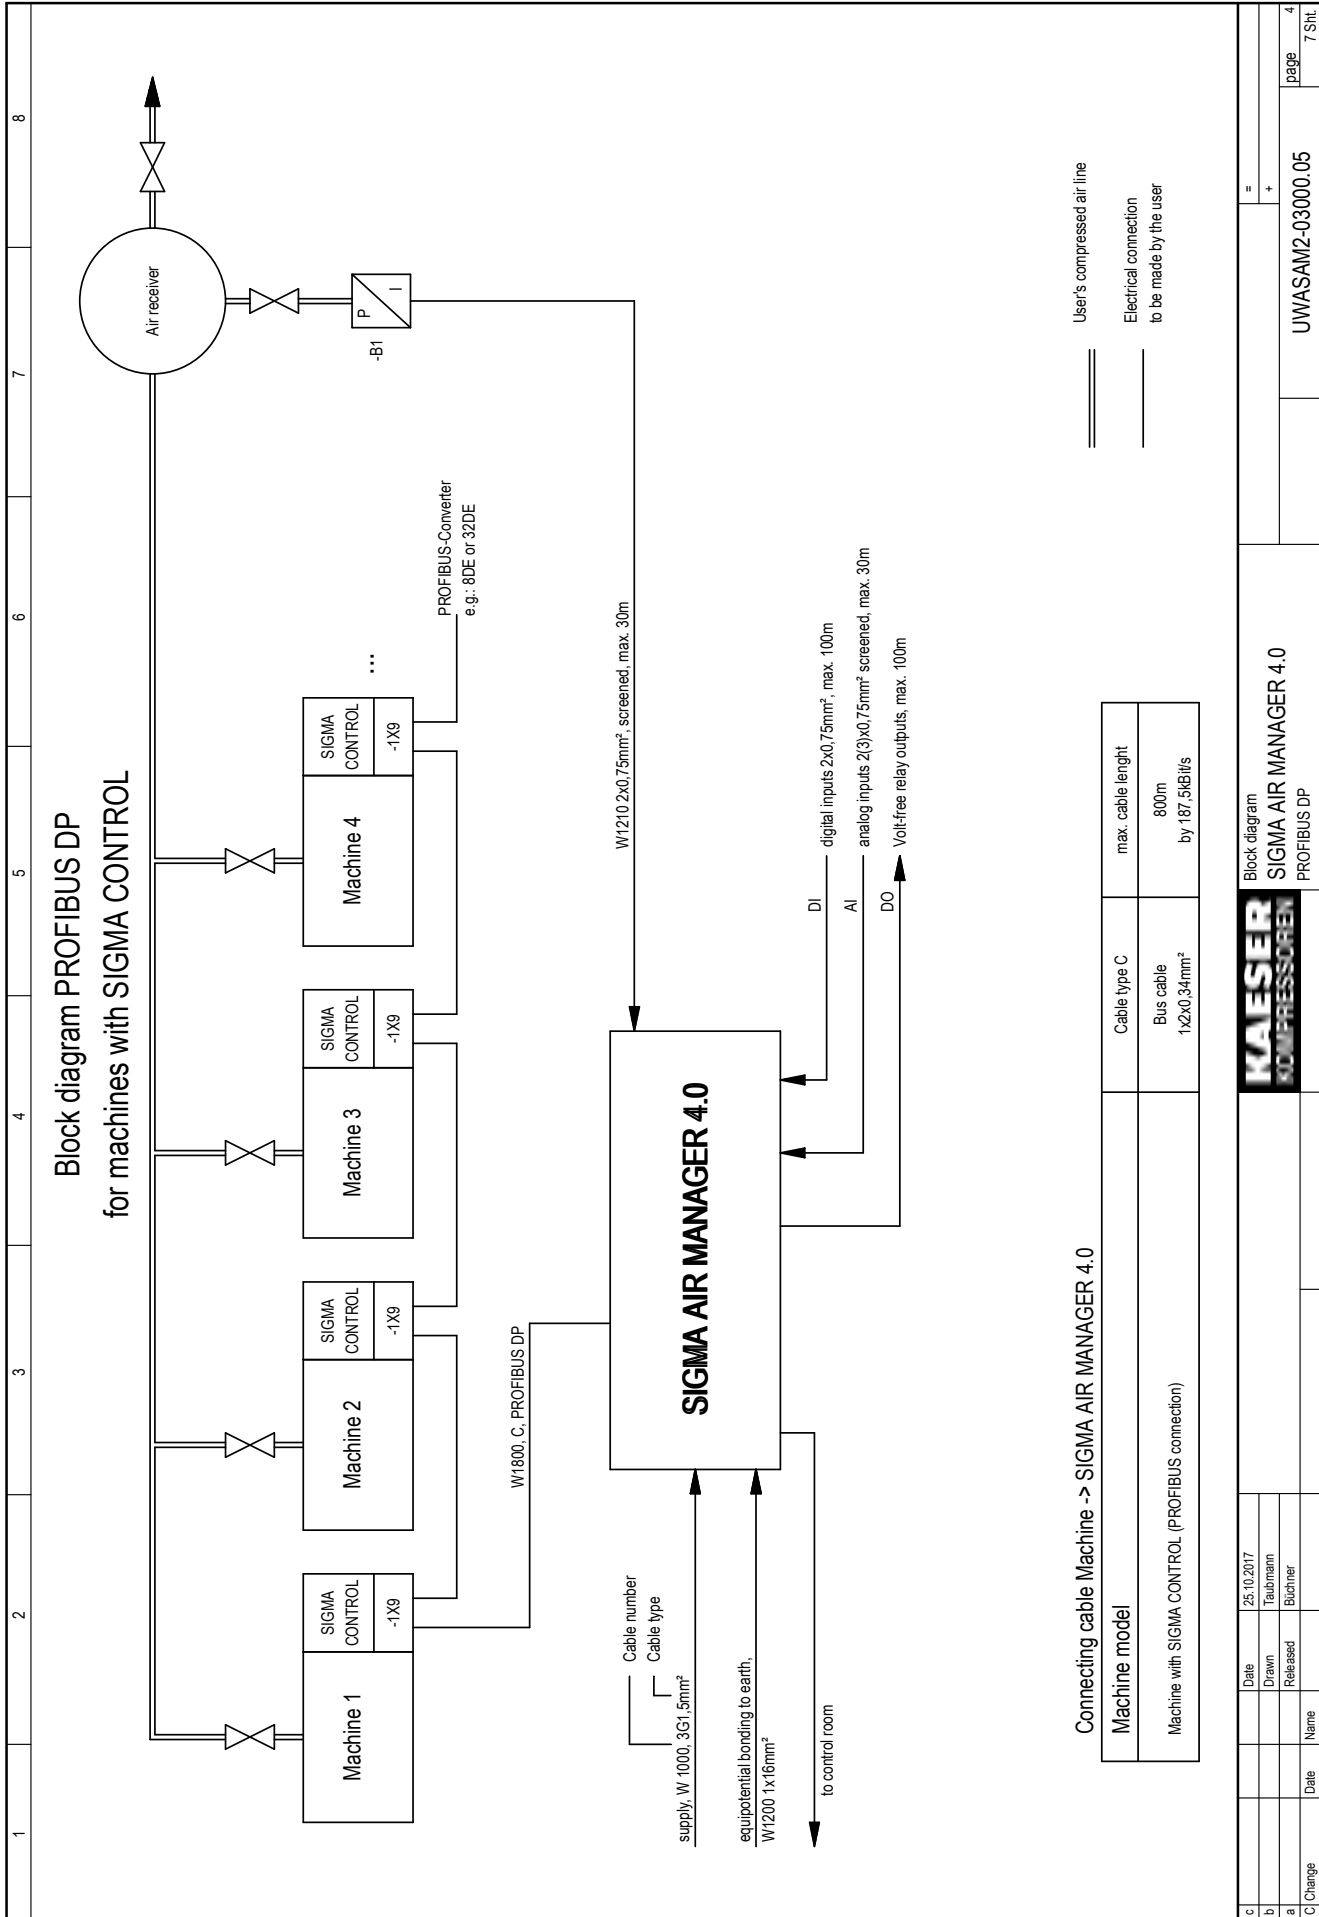 1
2
3
4
5
6
7
8
Block diagram PROFIBUS DP
for machines with SIGMA CONTROL
Air receiver
P
I
-B1
Machine 1
SIGMA
CONTROL
-1X9
Machine 2
SIGMA
CONTROL
-1X9
Machine 3
SIGMA
CONTROL
-1X9
Machine 4
SIGMA
CONTROL
-1X9
...
PROFIBUS-Converter
e.g.: 8DE or 32DE
W1800, C, PROFIBUS DP
W1210 2x0,75mm², screened, max. 30m
Cable number
Cable type
supply, W 1000, 3G1,5mm²
equipotential bonding to earth,
W1200 1x16mm²
to control room
SIGMA AIR MANAGER 4.0
DI
digital inputs 2x0,75mm², max. 100m
AI
analog inputs 2(3)x0,75mm² screened, max. 30m
DO
Volt-free relay outputs, max. 100m
User's compressed air line
Electrical connection
to be made by the user
Connecting cable Machine -> SIGMA AIR MANAGER 4.0
Machine model
Cable type C
max. cable lenght
Machine with SIGMA CONTROL (PROFIBUS connection)
Bus cable
1x2x0,34mm²
800m
by 187,5kBit/s
c
b
a
C
Change
Date
Name
Date
25.10.2017
Drawn
Taubmann
Released
Büchner
KAESER
KOMPRESSOREN
Block diagram
SIGMA AIR MANAGER 4.0
PROFIBUS DP
=
+
UWASAM2-03000.05
page
4
7 Sht.